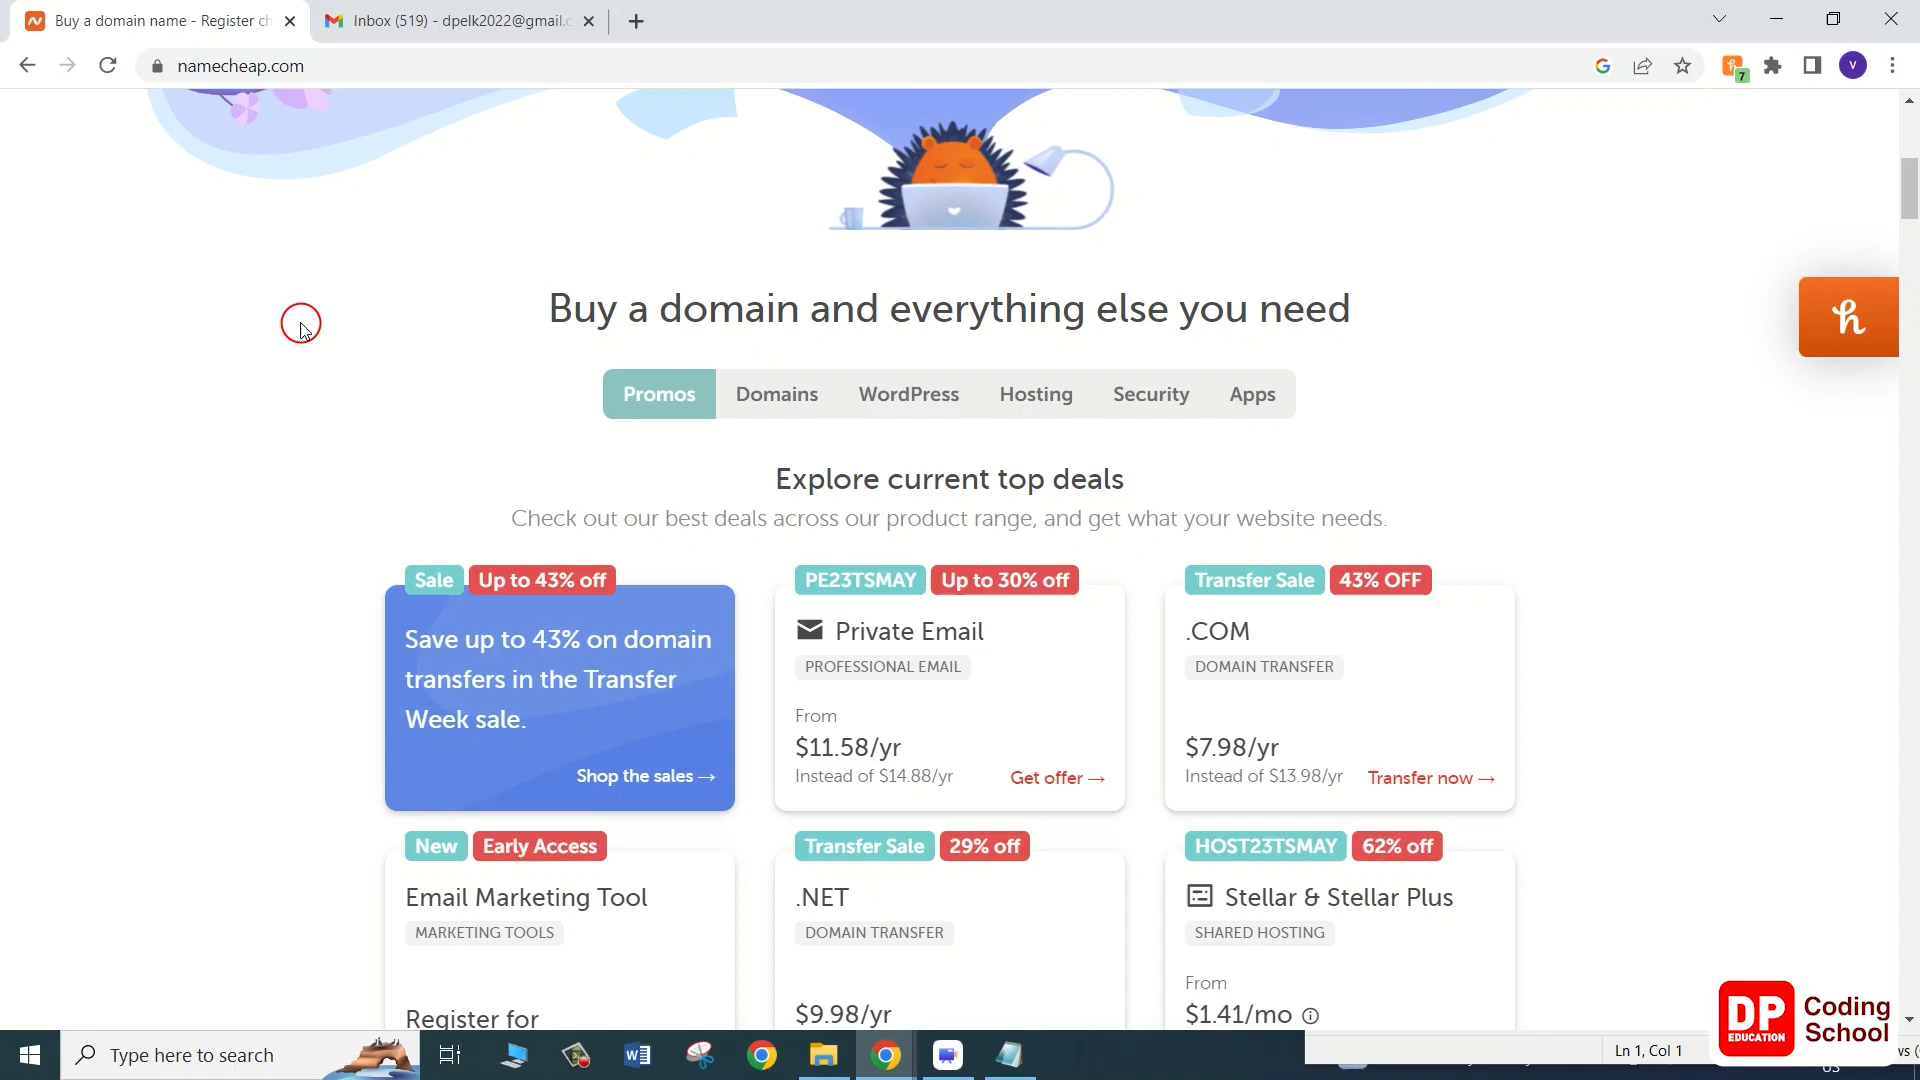 Buy a domain name - Register ch
Inbox (519) - dpelk2022@gmail.c
namecheap.com
7
V
Buy a domain and everything else you need
Promos
Domains
WordPress
Hosting
Security
Apps
Explore current top deals
Check out our best deals across our product range, and get what your website needs.
Sale
Up to 43% off
Save up to 43% on domain
transfers in the Transfer
Week sale.
Shop the sales →
PE23TSMAY
Up to 30% off
Private Email
PROFESSIONAL EMAIL
From
$11.58/yr
Instead of $14.88/yr
Get offer →
Transfer Sale
43% OFF
.COM
DOMAIN TRANSFER
$7.98/yr
Instead of $13.98/yr
Transfer now →
New
Early Access
Email Marketing Tool
MARKETING TOOLS
Register for
Transfer Sale
29% off
.NET
DOMAIN TRANSFER
$9.98/yr
HOST23TSMAY
62% off
Stellar & Stellar Plus
SHARED HOSTING
From
$1.41/mo
DP
EDUCATION
Coding
School
Type here to search
Ln 1, Col 1